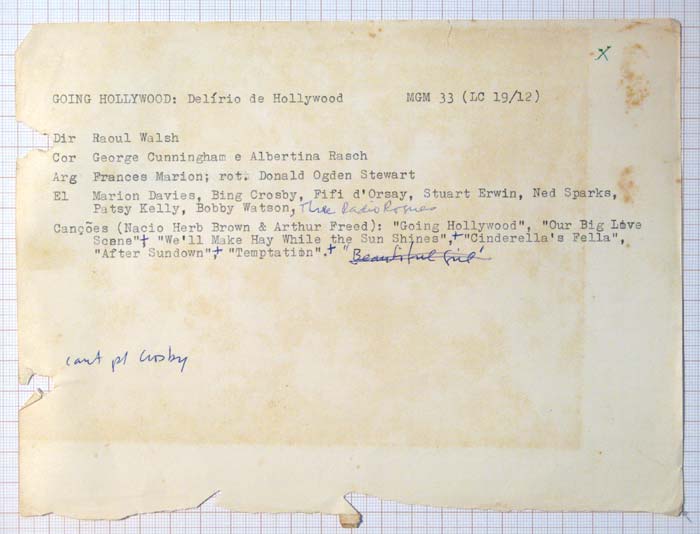 x
GOING HOLLYWOOD: Delírio de Hollywood MGM 33 (LC 19/12)
Dir Raoul Walsh
Cor George Cunningham e Albertina Rasch
Arg Frances Marion; rot. Donald Ogden Stewart
El Marion Davies, Bing Crosby, Fifi d'Orsay, Stuart Erwin, Ned Sparks,
Patsy Kelly, Bobby Watson, Three Radio Rogues
Canções (Nacio Herb Brown & Arthur Freed): "Going Hollywood", "Our Big Love
Scene"+ "We'll Make Hay While the Sun Shines",+ "Cinderella's Fella",
"After Sundown",+ "Temptation".+ "Beautiful Girl"
cant pl Crosby